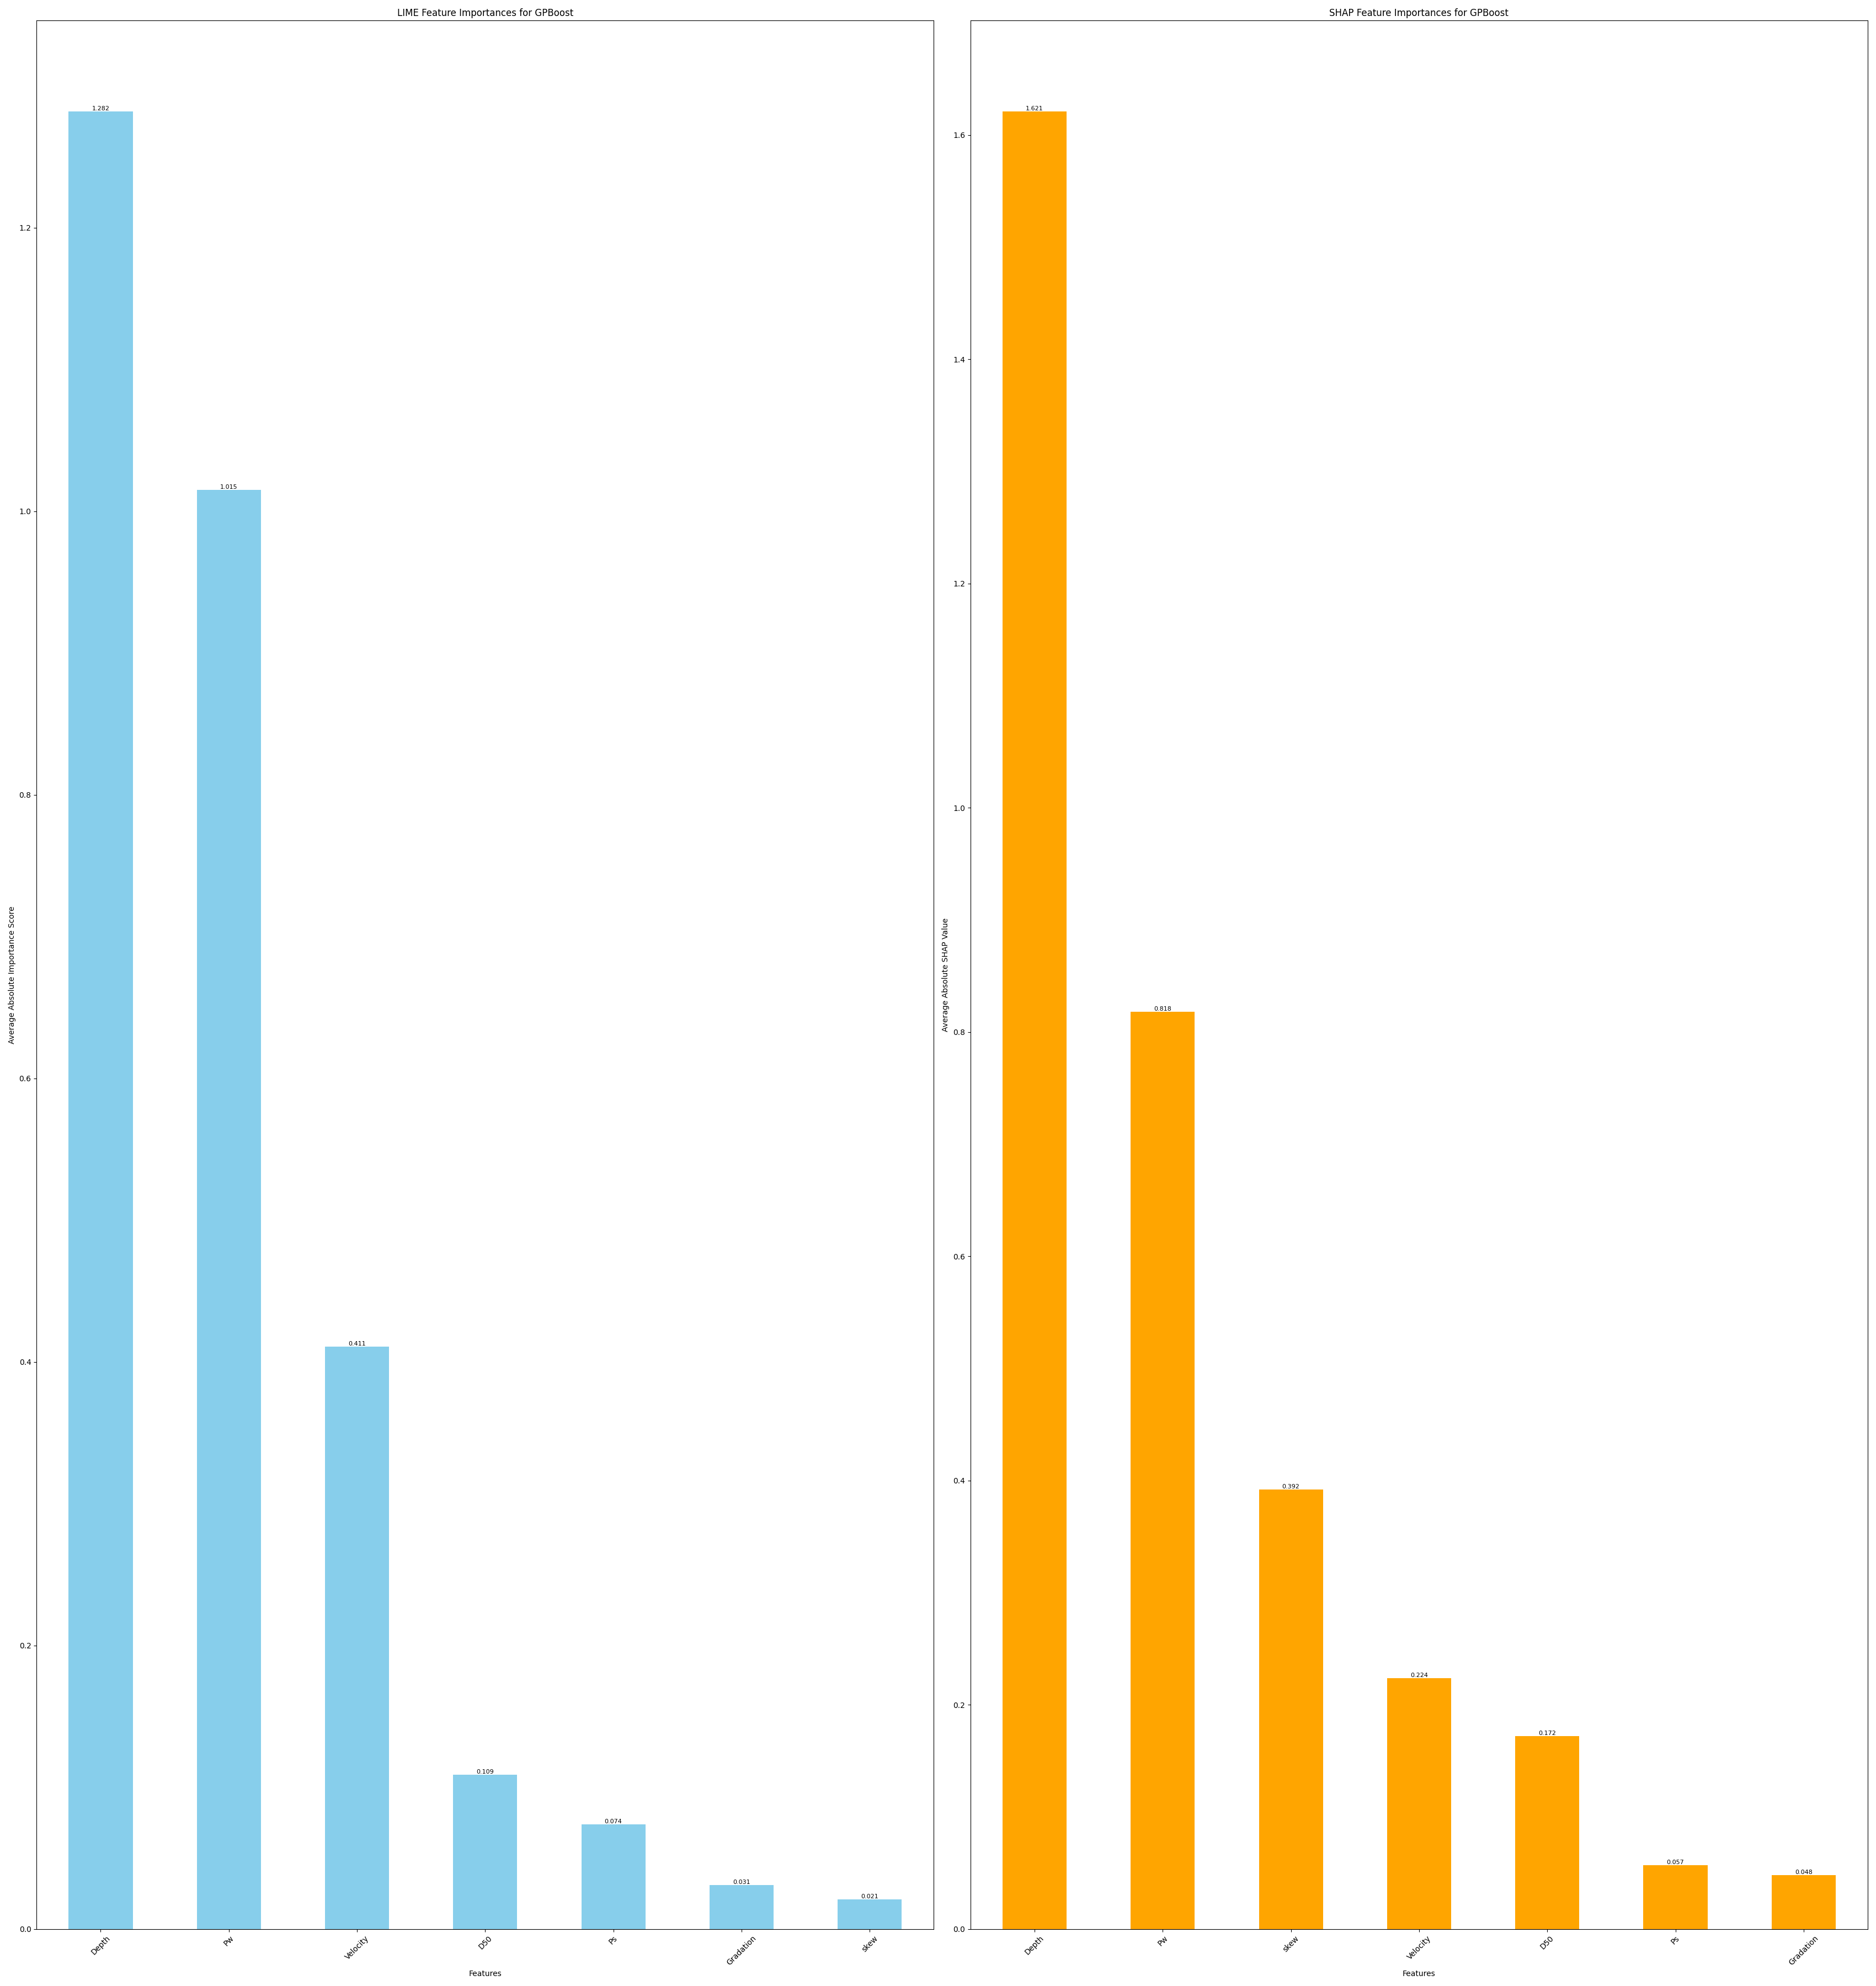 LIME Feature Importances for GPBoost
Average Absolute Importance Score
1.2
1.0
0.8
0.6
0.4
0.2
0.0
1.282
1.015
0.411
0.109
0.074
0.031
0.021
Depth
Pw
Velocity
D50
Ps
Gradation
skew
Features
SHAP Feature Importances for GPBoost
Average Absolute SHAP Value
1.6
1.4
1.2
1.0
0.8
0.6
0.4
0.2
0.0
1.621
0.818
0.392
0.224
0.172
0.057
0.048
Depth
Pw
skew
Velocity
D50
Ps
Gradation
Features